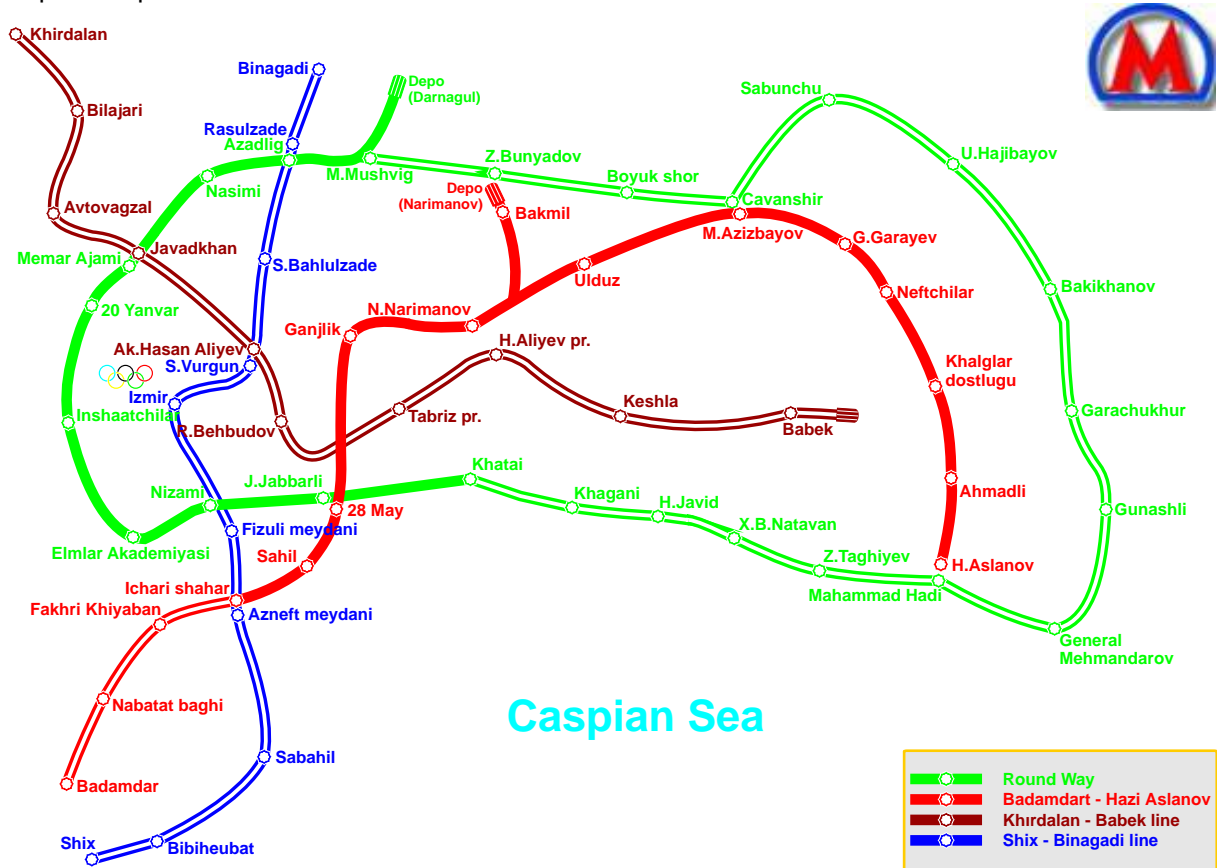 Khirdalan
Bilajari
Binagadi
Depo
(Darnagul)
Sabunchu
Rasulzade
Azadlig
M.Mushvig
Z.Bunyadov
Boyuk shor
Cavanshir
U.Hajibayov
Nasimi
Depo
(Narimanov)
Bakmil
M.Azizbayov
G.Garayev
Avtovagzal
Javadkhan
Memar Ajami
S.Bahlulzade
Ulduz
Neftchilar
Bakikhanov
20 Yanvar
N.Narimanov
Ganjlik
Ak.Hasan Aliyev
S.Vurgun
H.Aliyev pr.
Khalglar
dostlugu
Izmir
Inshaatchilar
R.Behbudov
Tabriz pr.
Keshla
Babek
Garachukhur
Khatai
J.Jabbarli
Nizami
28 May
Khagani
H.Javid
Ahmadli
Gunashli
Fizuli meydani
X.B.Natavan
Elmlar Akademiyasi
Sahil
Z.Taghiyev
H.Aslanov
Ichari shahar
Mahammad Hadi
Fakhri Khiyaban
Azneft meydani
General
Mehmandarov
Nabatat baghi
Caspian Sea
Sabahil
Badamdar
Shix
Bibiheubat
M
Round Way
Badamdart - Hazi Aslanov
Khırdalan - Babek line
Shix - Binagadi line